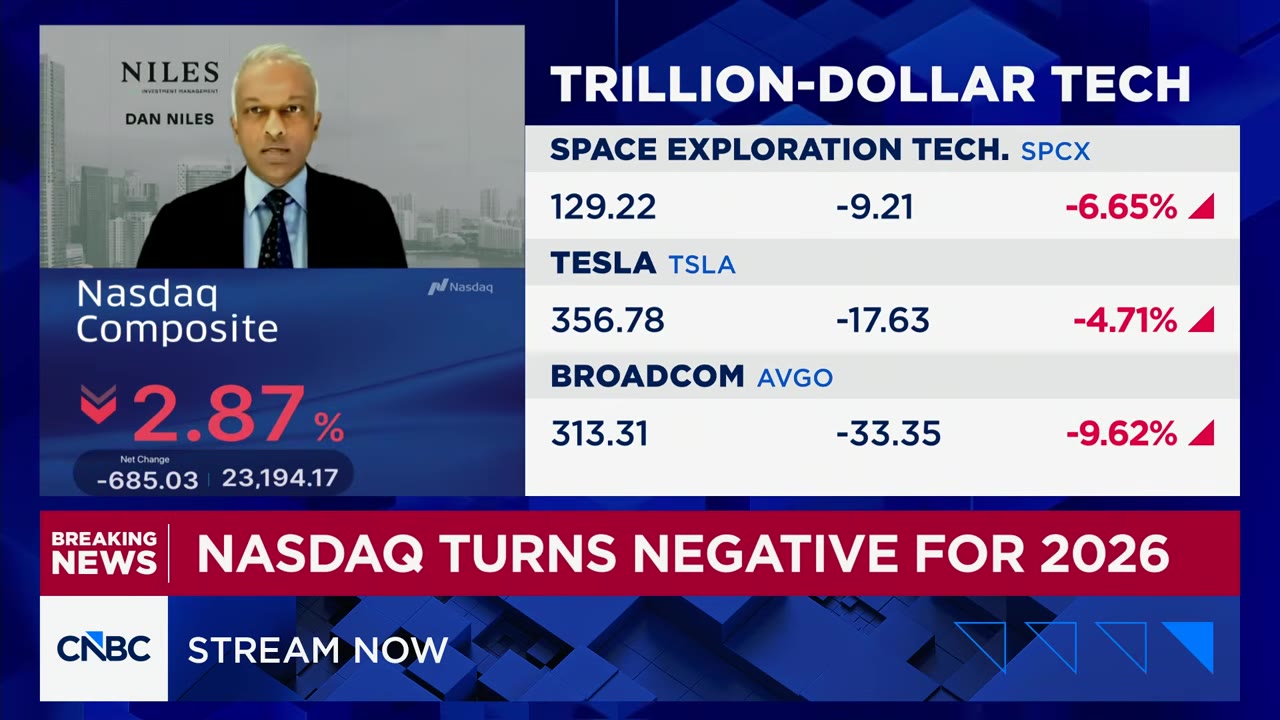 NILES
INVESTMENT MANAGEMENT
DAN NILES
Nasdaq
Composite
Nasdaq
2.87%
Net Change
-685.03 | 23,194.17
TRILLION-DOLLAR TECH
SPACE EXPLORATION TECH. SPCX
129.22 -9.21 -6.65%
TESLA TSLA
356.78 -17.63 -4.71%
BROADCOM AVGO
313.31 -33.35 -9.62%
BREAKING
NEWS
NASDAQ TURNS NEGATIVE FOR 2026
CNBC
STREAM NOW